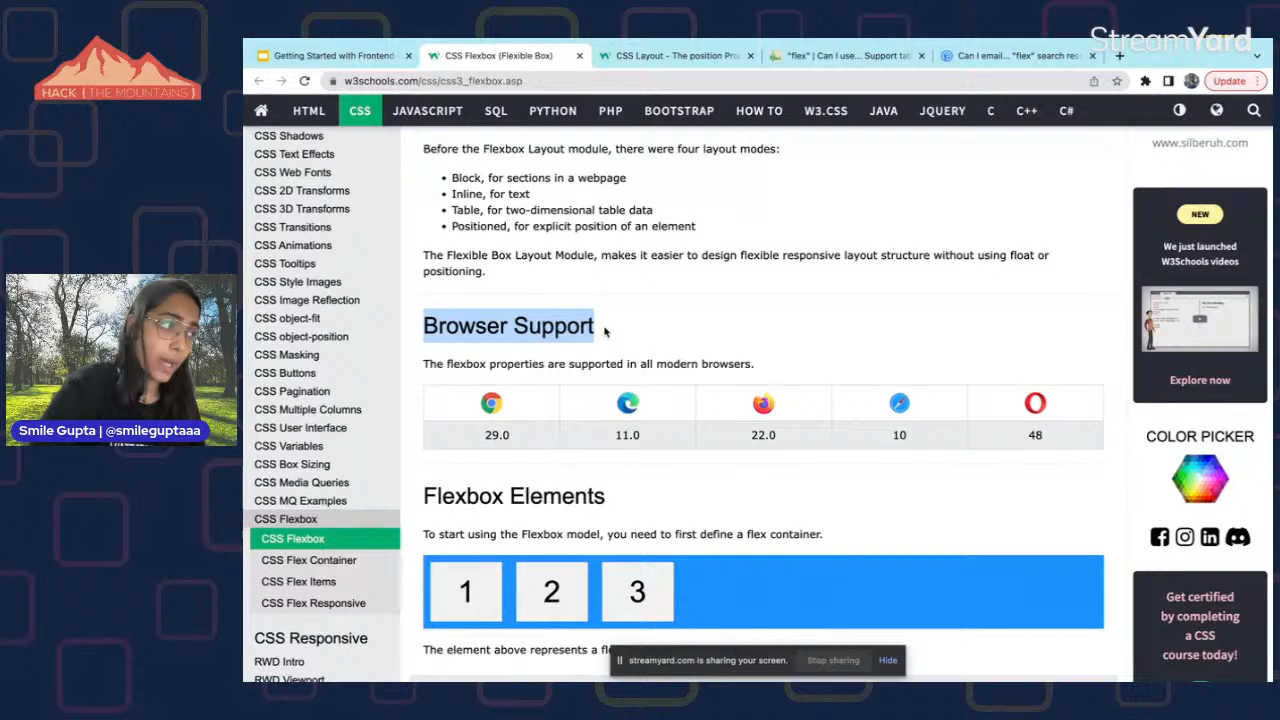 StreamYard
HACK { THE MOUNTAINS }
Getting Started with Frontend
CSS Flexbox (Flexible Box)
CSS Layout - The position Pro
"flex" | Can I use... Support tab
Can I email... "flex" search res
w3schools.com/css/css3_flexbox.asp
Update
HTML CSS JAVASCRIPT SQL PYTHON PHP BOOTSTRAP HOW TO W3.CSS JAVA JQUERY C C++ C#
CSS Shadows
CSS Text Effects
CSS Web Fonts
CSS 2D Transforms
CSS 3D Transforms
CSS Transitions
CSS Animations
CSS Tooltips
CSS Style Images
CSS Image Reflection
CSS object-fit
CSS object-position
CSS Masking
CSS Buttons
CSS Pagination
CSS Multiple Columns
CSS User Interface
CSS Variables
CSS Box Sizing
CSS Media Queries
CSS MQ Examples
CSS Flexbox
CSS Flexbox
CSS Flex Container
CSS Flex Items
CSS Flex Responsive
CSS Responsive
RWD Intro
RWD Viewport
Before the Flexbox Layout module, there were four layout modes:
• Block, for sections in a webpage
• Inline, for text
• Table, for two-dimensional table data
• Positioned, for explicit position of an element
The Flexible Box Layout Module, makes it easier to design flexible responsive layout structure without using float or
positioning.
Browser Support
The flexbox properties are supported in all modern browsers.
29.0 11.0 22.0 10 48
Flexbox Elements
To start using the Flexbox model, you need to first define a flex container.
1 2 3
The element above represents a fl
streamyard.com is sharing your screen. Stop sharing Hide
www.silberuh.com
NEW
We just launched
W3Schools videos
Explore now
COLOR PICKER
Get certified
by completing
a CSS
course today!
Smile Gupta | @smileguptaaa